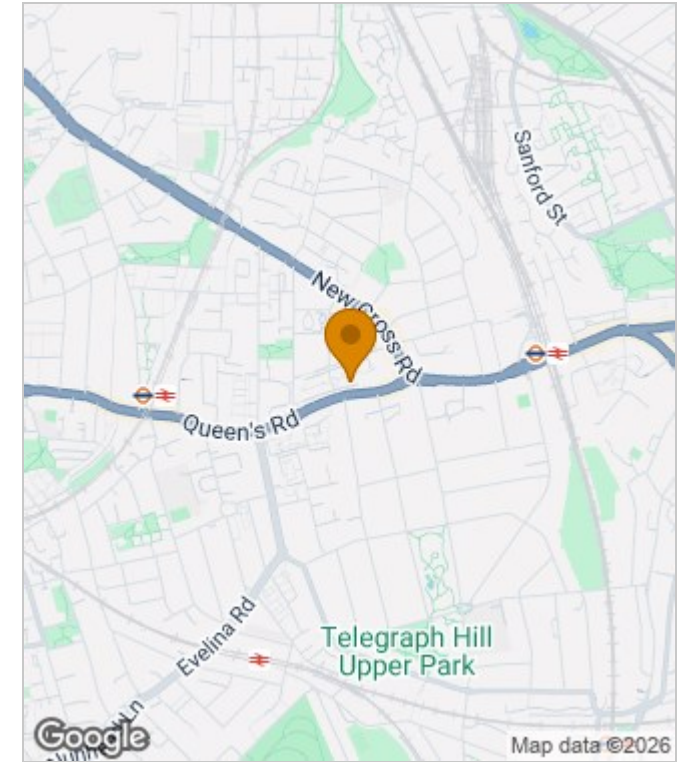 Sanford St
New Cross Rd
Queen's Rd
Evelina Rd
Telegraph Hill
Upper Park
Google
Map data ©2026